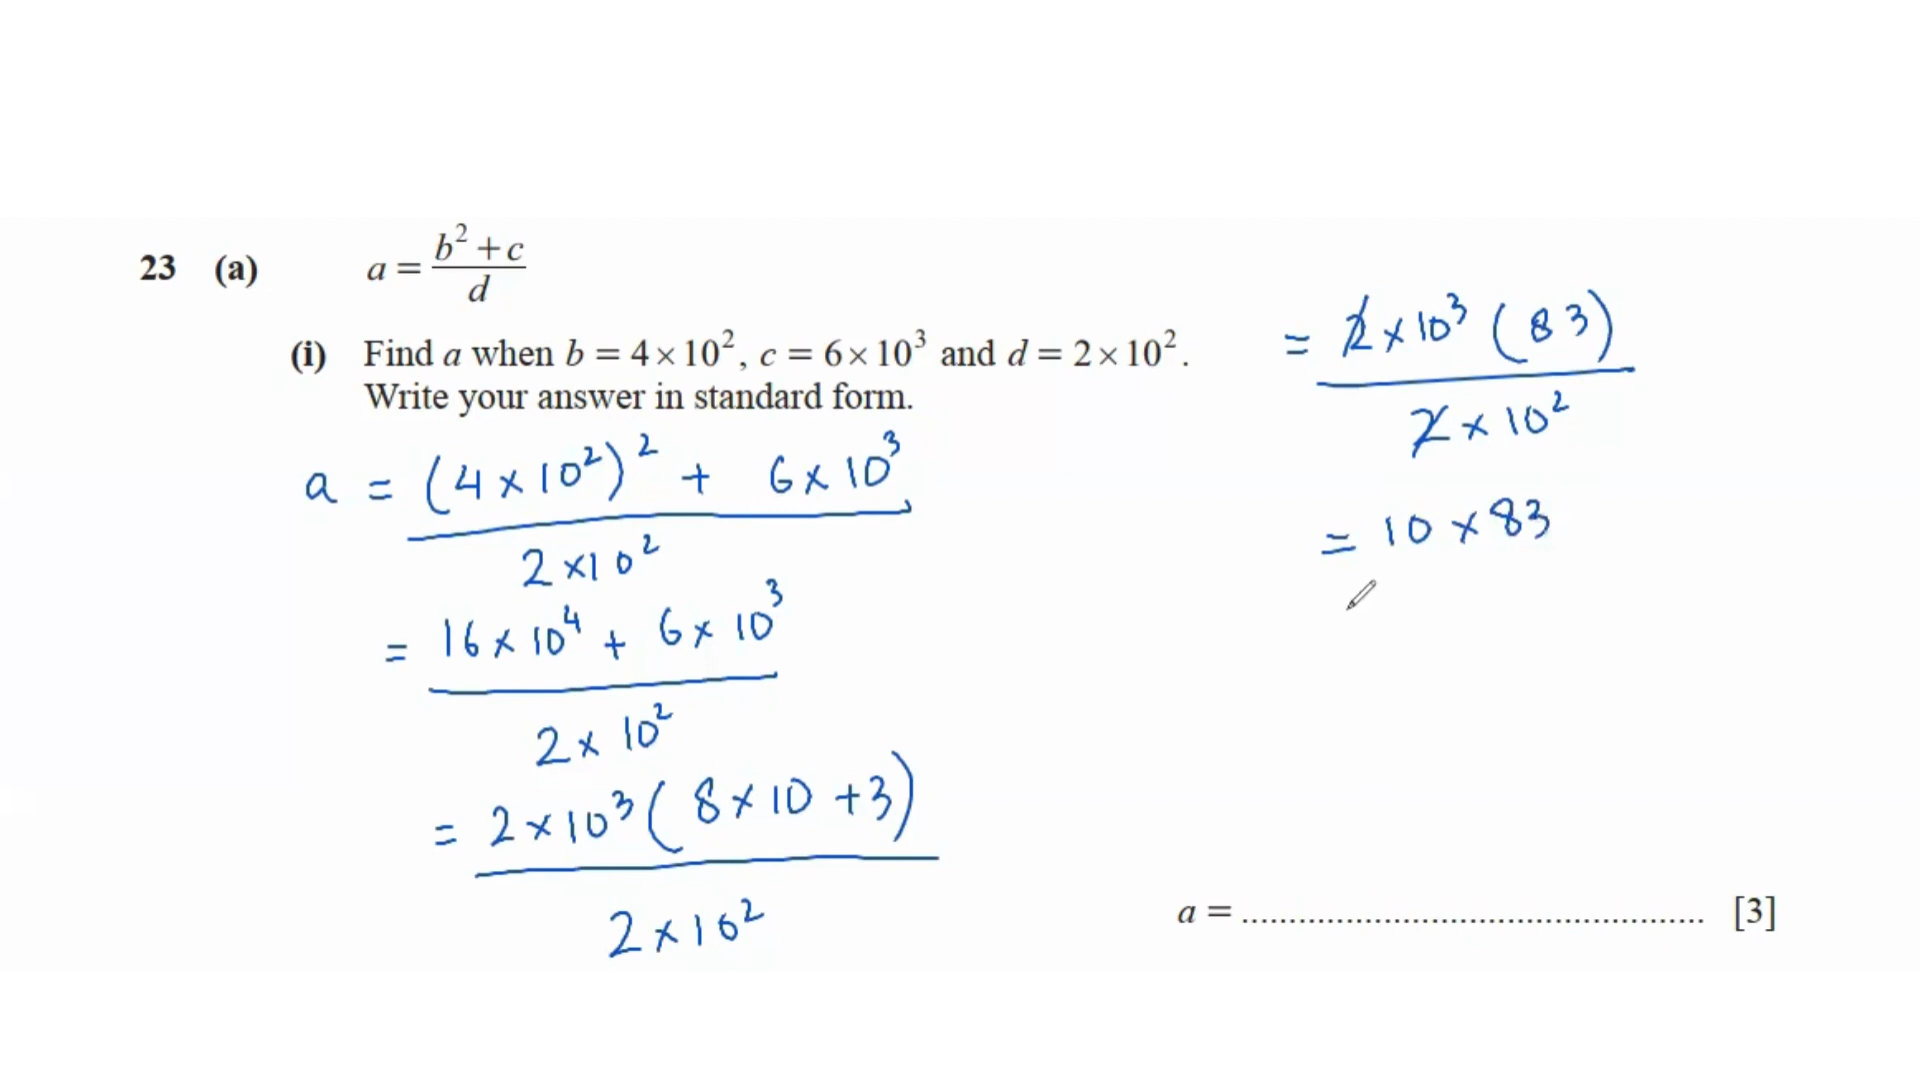 23 (a) a = b² + c / d
(i) Find a when b = 4 × 10², c = 6 × 10³ and d = 2 × 10².
Write your answer in standard form.
a = (4 × 10²)² + 6 × 10³
2 × 10²
= 16 × 10⁴ + 6 × 10³
2 × 10²
= 2 × 10³ (8 × 10 + 3)
2 × 10²
= 2 × 10³ (83)
2 × 10²
= 10 × 83
a = ................................................ [3]